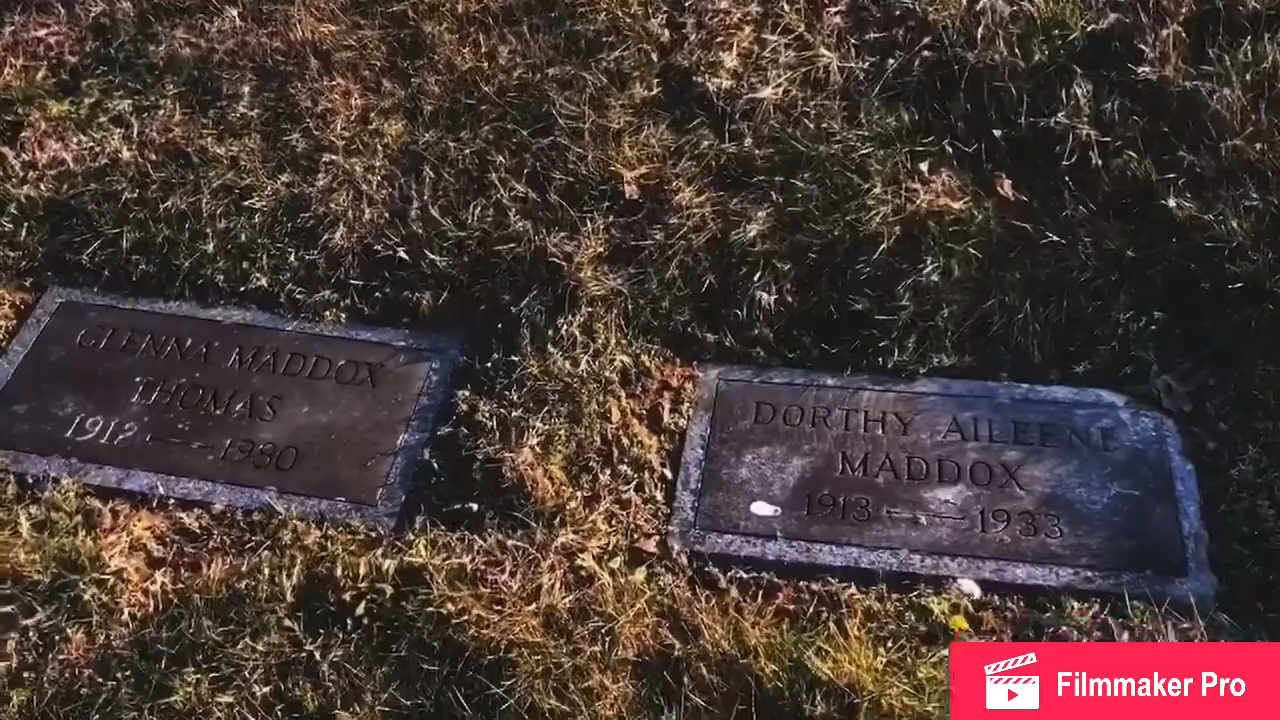 GLENNA MADDOX
THOMAS
1912 — 1930
DORTHY AILEENE
MADDOX
1913 — 1933
Filmmaker Pro